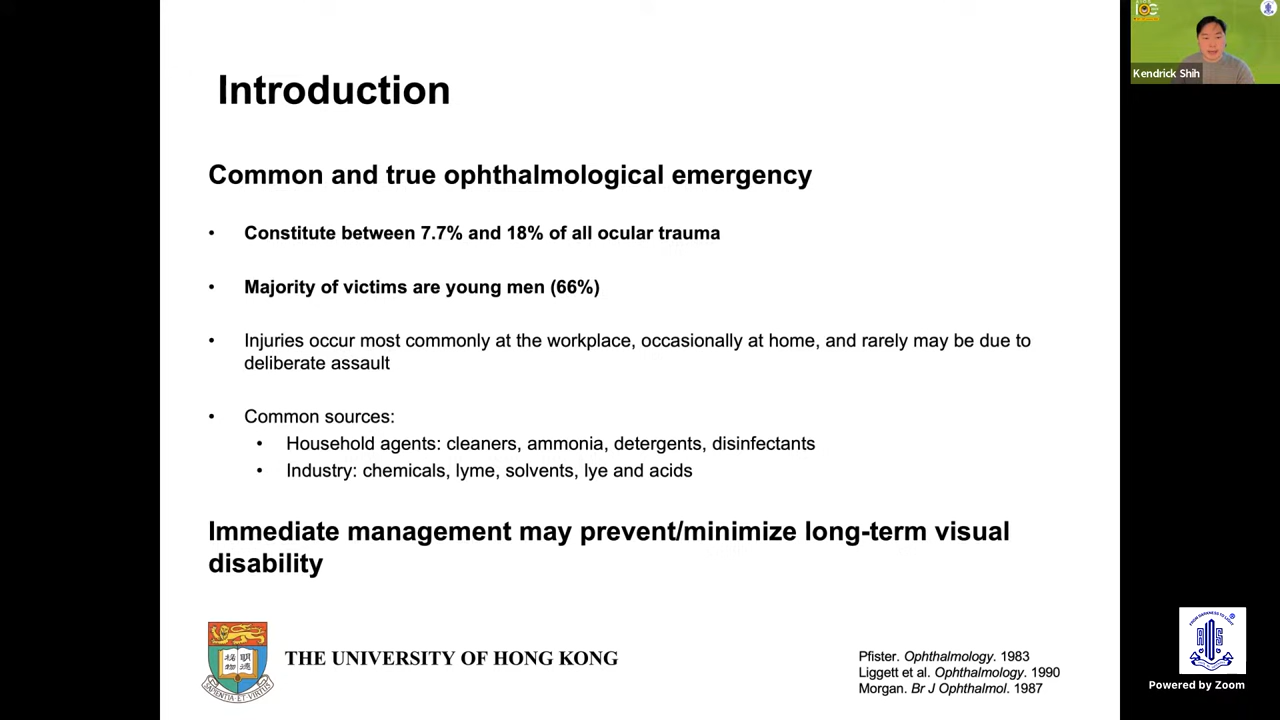 Introduction
Common and true ophthalmological emergency
• Constitute between 7.7% and 18% of all ocular trauma
• Majority of victims are young men (66%)
• Injuries occur most commonly at the workplace, occasionally at home, and rarely may be due to
deliberate assault
• Common sources:
• Household agents: cleaners, ammonia, detergents, disinfectants
• Industry: chemicals, lyme, solvents, lye and acids
Immediate management may prevent/minimize long-term visual
disability
THE UNIVERSITY OF HONG KONG
SAPIENTIA ET VIRTUS
Pfister. Ophthalmology. 1983
Liggett et al. Ophthalmology. 1990
Morgan. Br J Ophthalmol. 1987
Kendrick Shih
Powered by Zoom